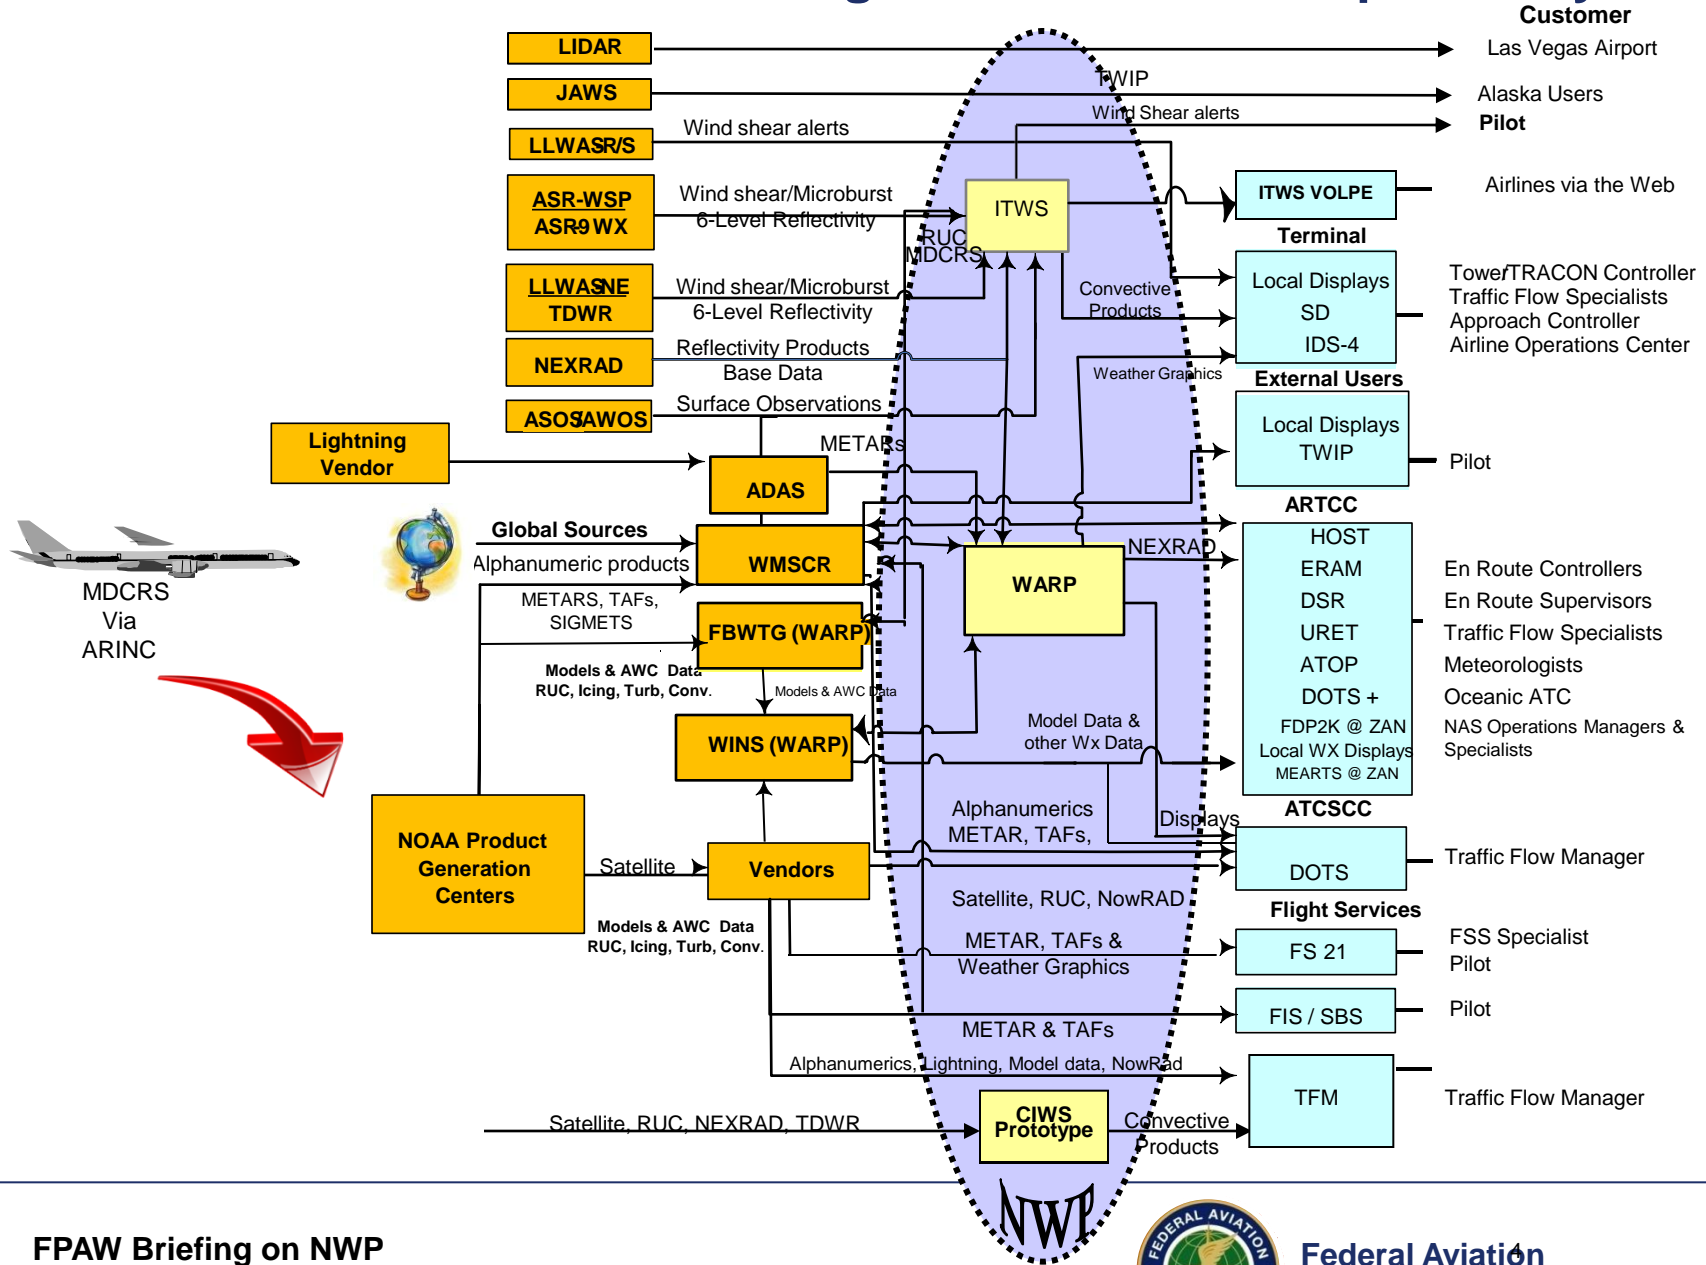 Customer
LIDAR
Las Vegas Airport
TWIP
JAWS
Alaska Users
Wind Shear alerts
Pilot
Wind shear alerts
LLWASR/S
ASR-WSP
ASR-9 WX
Wind shear/Microburst
6-Level Reflectivity
ITWS
ITWS VOLPE
Airlines via the Web
RUC
MDCRS
Terminal
LLWASNE
TDWR
Wind shear/Microburst
6-Level Reflectivity
Convective
Products
Local Displays
SD
IDS-4
Tower/TRACON Controller
Traffic Flow Specialists
Approach Controller
Airline Operations Center
NEXRAD
Reflectivity Products
Base Data
Weather Graphics
External Users
ASOS/AWOS
Surface Observations
Local Displays
TWIP
Pilot
Lightning
Vendor
METARs
ADAS
ARTCC
Global Sources
Alphanumeric products
WMSCR
NEXRAD
WARP
HOST
ERAM
DSR
URET
ATOP
DOTS +
FDP2K @ ZAN
Local WX Displays
MEARTS @ ZAN
En Route Controllers
En Route Supervisors
Traffic Flow Specialists
Meteorologists
Oceanic ATC
NAS Operations Managers &
Specialists
MDCRS
Via
ARINC
METARS, TAFs,
SIGMETS
FBWTG (WARP)
Models & AWC Data
RUC, Icing, Turb, Conv.
Models & AWC Data
WINS (WARP)
Model Data &
other Wx Data
Alphanumerics
METAR, TAFs,
Displays
ATCSCC
NOAA Product
Generation
Centers
Satellite
Vendors
DOTS
Traffic Flow Manager
Satellite, RUC, NowRAD
Flight Services
Models & AWC Data
RUC, Icing, Turb, Conv.
METAR, TAFs &
Weather Graphics
FS 21
FSS Specialist
Pilot
METAR & TAFs
FIS / SBS
Pilot
Alphanumerics, Lightning, Model data, NowRad
TFM
Traffic Flow Manager
Satellite, RUC, NEXRAD, TDWR
CIWS
Prototype
Convective
Products
NWP
FPAW Briefing on NWP
FEDERAL AVIATION
Federal Aviation
4